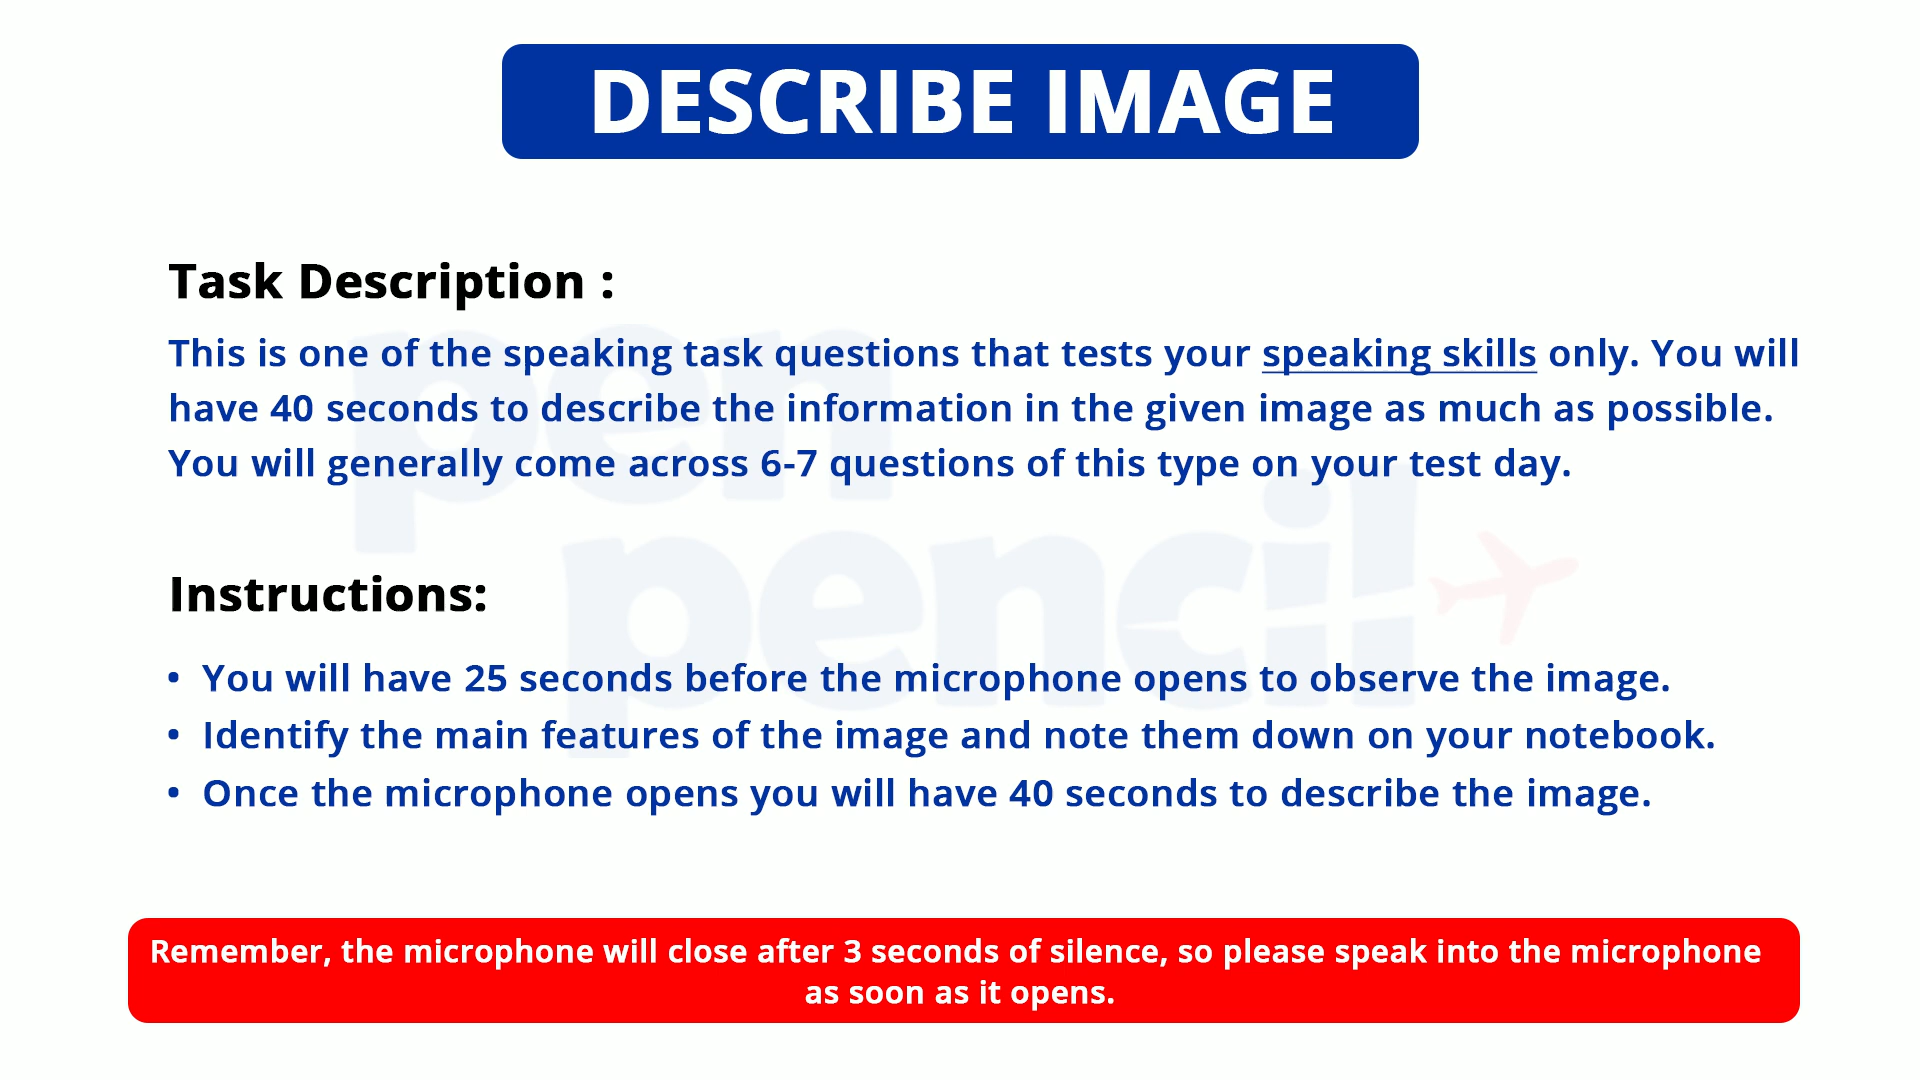 DESCRIBE IMAGE
Task Description :
This is one of the speaking task questions that tests your speaking skills only. You will
have 40 seconds to describe the information in the given image as much as possible.
You will generally come across 6-7 questions of this type on your test day.
pen
pencil
Instructions:
• You will have 25 seconds before the microphone opens to observe the image.
• Identify the main features of the image and note them down on your notebook.
• Once the microphone opens you will have 40 seconds to describe the image.
Remember, the microphone will close after 3 seconds of silence, so please speak into the microphone
as soon as it opens.